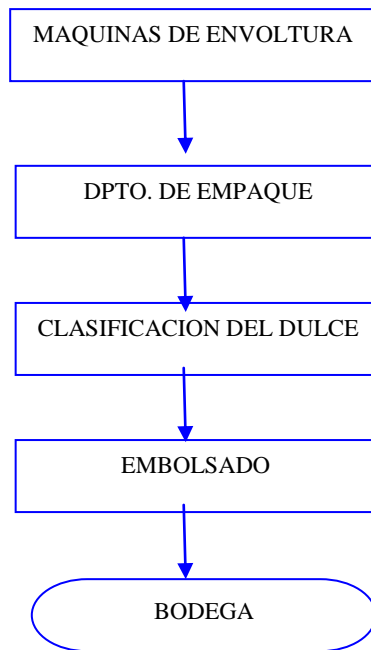 MAQUINAS DE ENVOLTURA
DPTO. DE EMPAQUE
CLASIFICACION DEL DULCE
EMBOLSADO
BODEGA